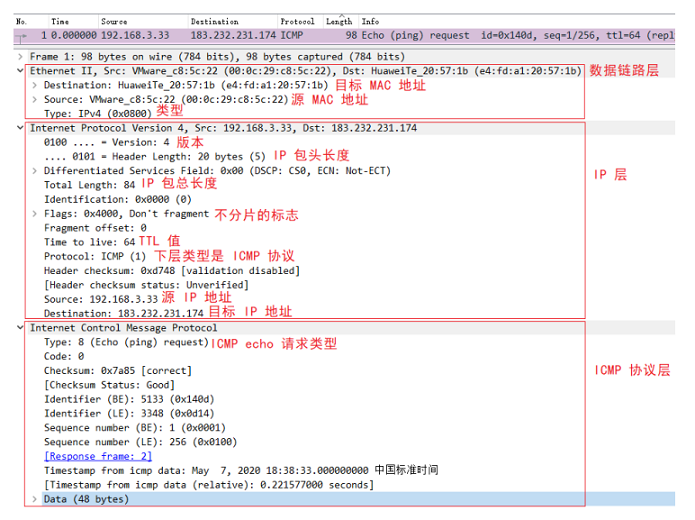 No. Time Source Destination Protocol Length Info
1 0.000000 192.168.3.33 183.232.231.174 ICMP 98 Echo (ping) request id=0x140d, seq=1/256, ttl=64 (repl
Frame 1: 98 bytes on wire (784 bits), 98 bytes captured (784 bits)
Ethernet II, Src: VMware_c8:5c:22 (00:0c:29:c8:5c:22), Dst: HuaweiTe_20:57:1b (e4:fd:a1:20:57:1b) 数据链路层
Destination: HuaweiTe_20:57:1b (e4:fd:a1:20:57:1b) 目标 MAC 地址
Source: VMware_c8:5c:22 (00:0c:29:c8:5c:22) 源 MAC 地址
Type: IPv4 (0x0800) 类型
Internet Protocol Version 4, Src: 192.168.3.33, Dst: 183.232.231.174
0100 .... = Version: 4 版本
.... 0101 = Header Length: 20 bytes (5) IP 包头长度
Differentiated Services Field: 0x00 (DSCP: CS0, ECN: Not-ECT) IP 层
Total Length: 84 IP 包总长度
Identification: 0x0000 (0)
Flags: 0x4000, Don't fragment 不分片的标志
Fragment offset: 0
Time to live: 64 TTL 值
Protocol: ICMP (1) 下层类型是 ICMP 协议
Header checksum: 0xd748 [validation disabled]
[Header checksum status: Unverified]
Source: 192.168.3.33 源 IP 地址
Destination: 183.232.231.174 目标 IP 地址
Internet Control Message Protocol
Type: 8 (Echo (ping) request) ICMP echo 请求类型
Code: 0
Checksum: 0x7a85 [correct] ICMP 协议层
[Checksum Status: Good]
Identifier (BE): 5133 (0x140d)
Identifier (LE): 3348 (0x0d14)
Sequence number (BE): 1 (0x0001)
Sequence number (LE): 256 (0x0100)
[Response frame: 2]
Timestamp from icmp data: May 7, 2020 18:38:33.000000000 中国标准时间
[Timestamp from icmp data (relative): 0.221577000 seconds]
Data (48 bytes)